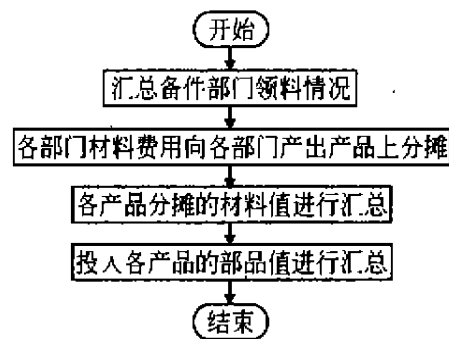 开始
汇总备件部门领料情况
各部门材料费用向各部门产出产品上分摊
各产品分摊的材料值进行汇总
投入各产品的部品值进行汇总
结束